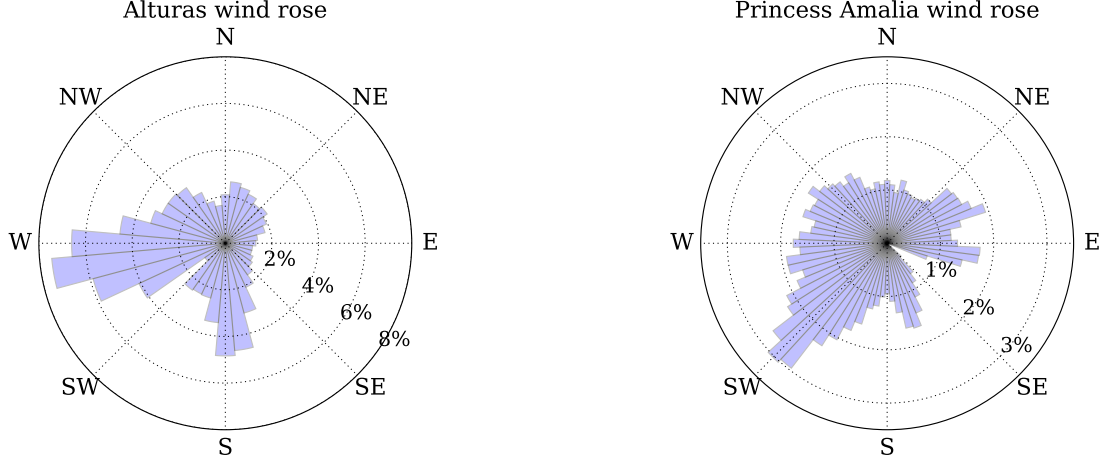 Alturas wind rose
N
NW
NE
W
E
2%
4%
6%
8%
SW
SE
S
Princess Amalia wind rose
N
NW
NE
W
E
1%
2%
3%
SW
SE
S